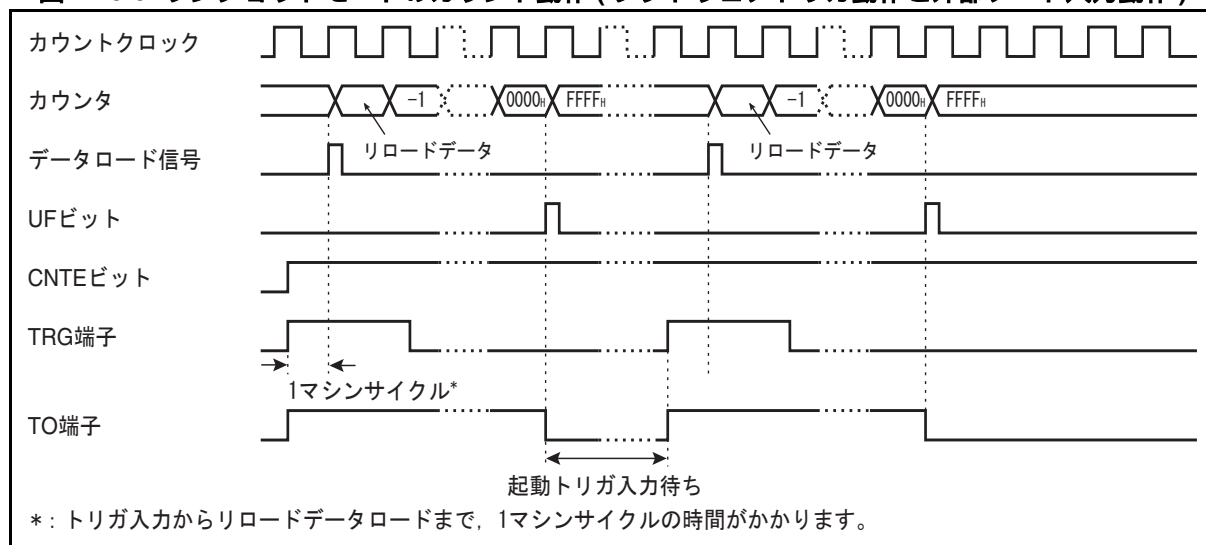 カウントクロック
カウンタ
-1
0000H
FFFFH
-1
0000H
FFFFH
リロードデータ
リロードデータ
データロード信号
UFビット
CNTEビット
TRG端子
1マシンサイクル*
TO端子
起動トリガ入力待ち
*: トリガ入力からリロードデータロードまで，1マシンサイクルの時間がかかります。